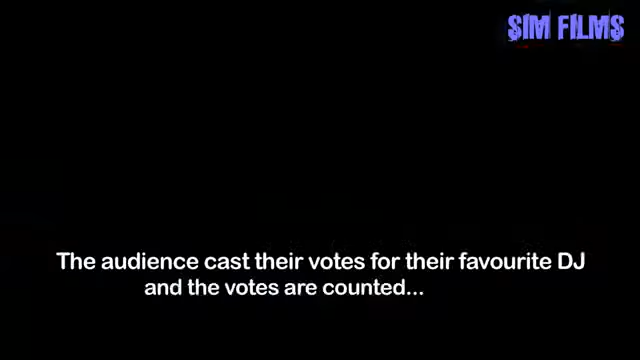 SIM FILMS
The audience cast their votes for their favourite DJ
and the votes are counted...